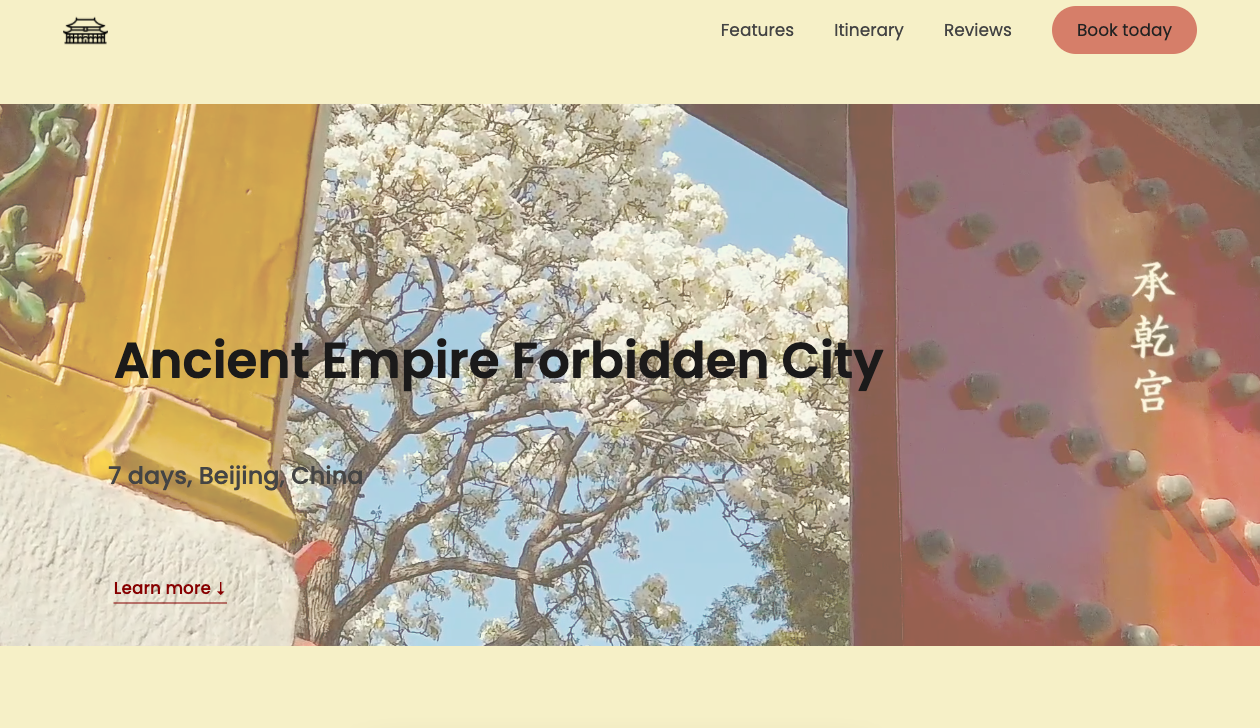 Features
Itinerary
Reviews
Book today
Ancient Empire Forbidden City
7 days, Beijing, China
Learn more ↓
承乾宫